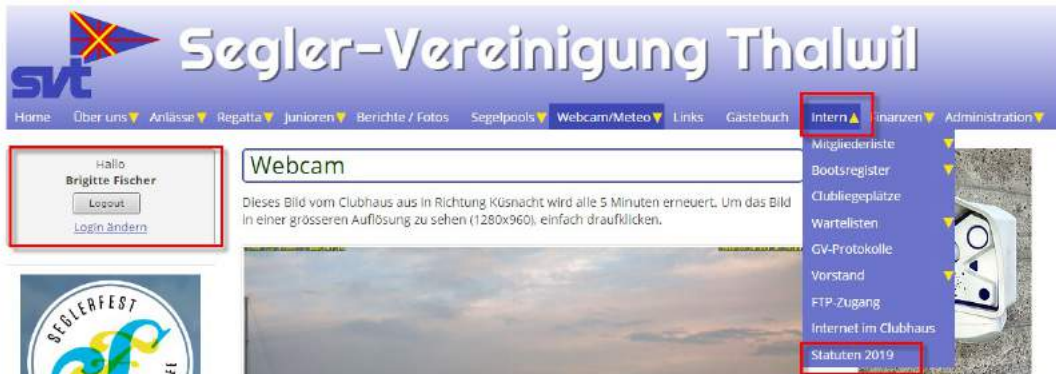 svt
Segler-Vereinigung Thalwil
Home Über uns Anlässe Regatta Junioren Berichte / Fotos Segelpools Webcam/Meteo Links Gästebuch Intern Finanzen Administration
Hallo
Brigitte Fischer
Logout
Login ändern
Webcam
Dieses Bild vom Clubhaus aus in Richtung Küsnacht wird alle 5 Minuten erneuert. Um das Bild
in einer grösseren Auflösung zu sehen (1280x960), einfach draufklicken.
Mitgliederliste
Bootsregister
Clubliegeplätze
Wartelisten
GV-Protokolle
Vorstand
FTP-Zugang
Internet im Clubhaus
Statuten 2019
SEGLERFEST